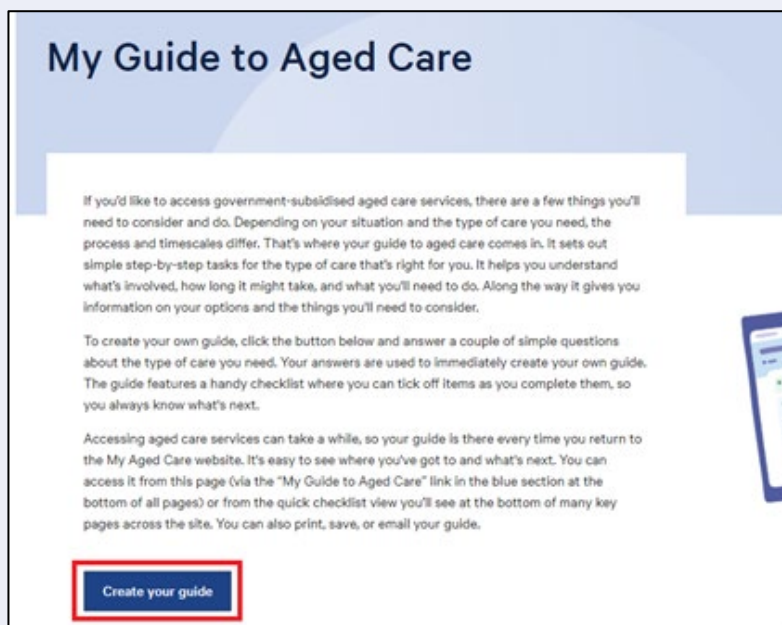 My Guide to Aged Care
If you'd like to access government-subsidised aged care services, there are a few things you'll
need to consider and do. Depending on your situation and the type of care you need, the
process and timescales differ. That's where your guide to aged care comes in. It sets out
simple step-by-step tasks for the type of care that's right for you. It helps you understand
what's involved, how long it might take, and what you'll need to do. Along the way it gives you
information on your options and the things you'll need to consider.
To create your own guide, click the button below and answer a couple of simple questions
about the type of care you need. Your answers are used to immediately create your own guide.
The guide features a handy checklist where you can tick off items as you complete them, so
you always know what's next.
Accessing aged care services can take a while, so your guide is there every time you return to
the My Aged Care website. It's easy to see where you've got to and what's next. You can
access it from this page (via the "My Guide to Aged Care" link in the blue section at the
bottom of all pages) or from the quick checklist view you'll see at the bottom of many key
pages across the site. You can also print, save, or email your guide.
Create your guide